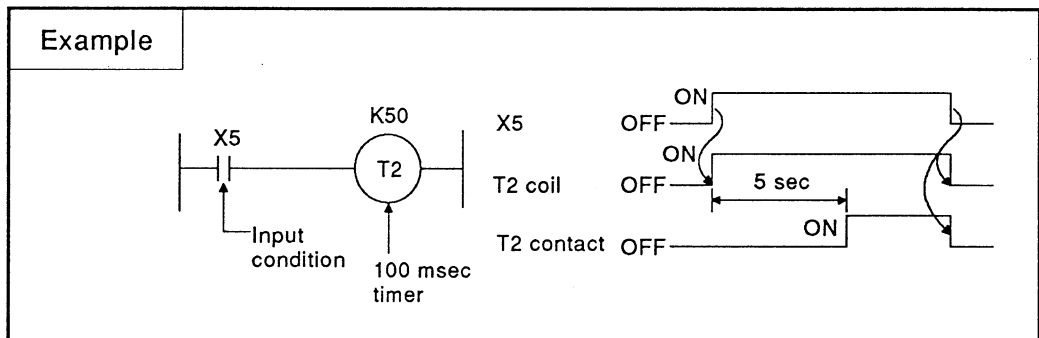 Example
K50
X5
T2
Input
condition
100 msec
timer
X5
OFF
ON
T2 coil
OFF
ON
5 sec
T2 contact
OFF
ON